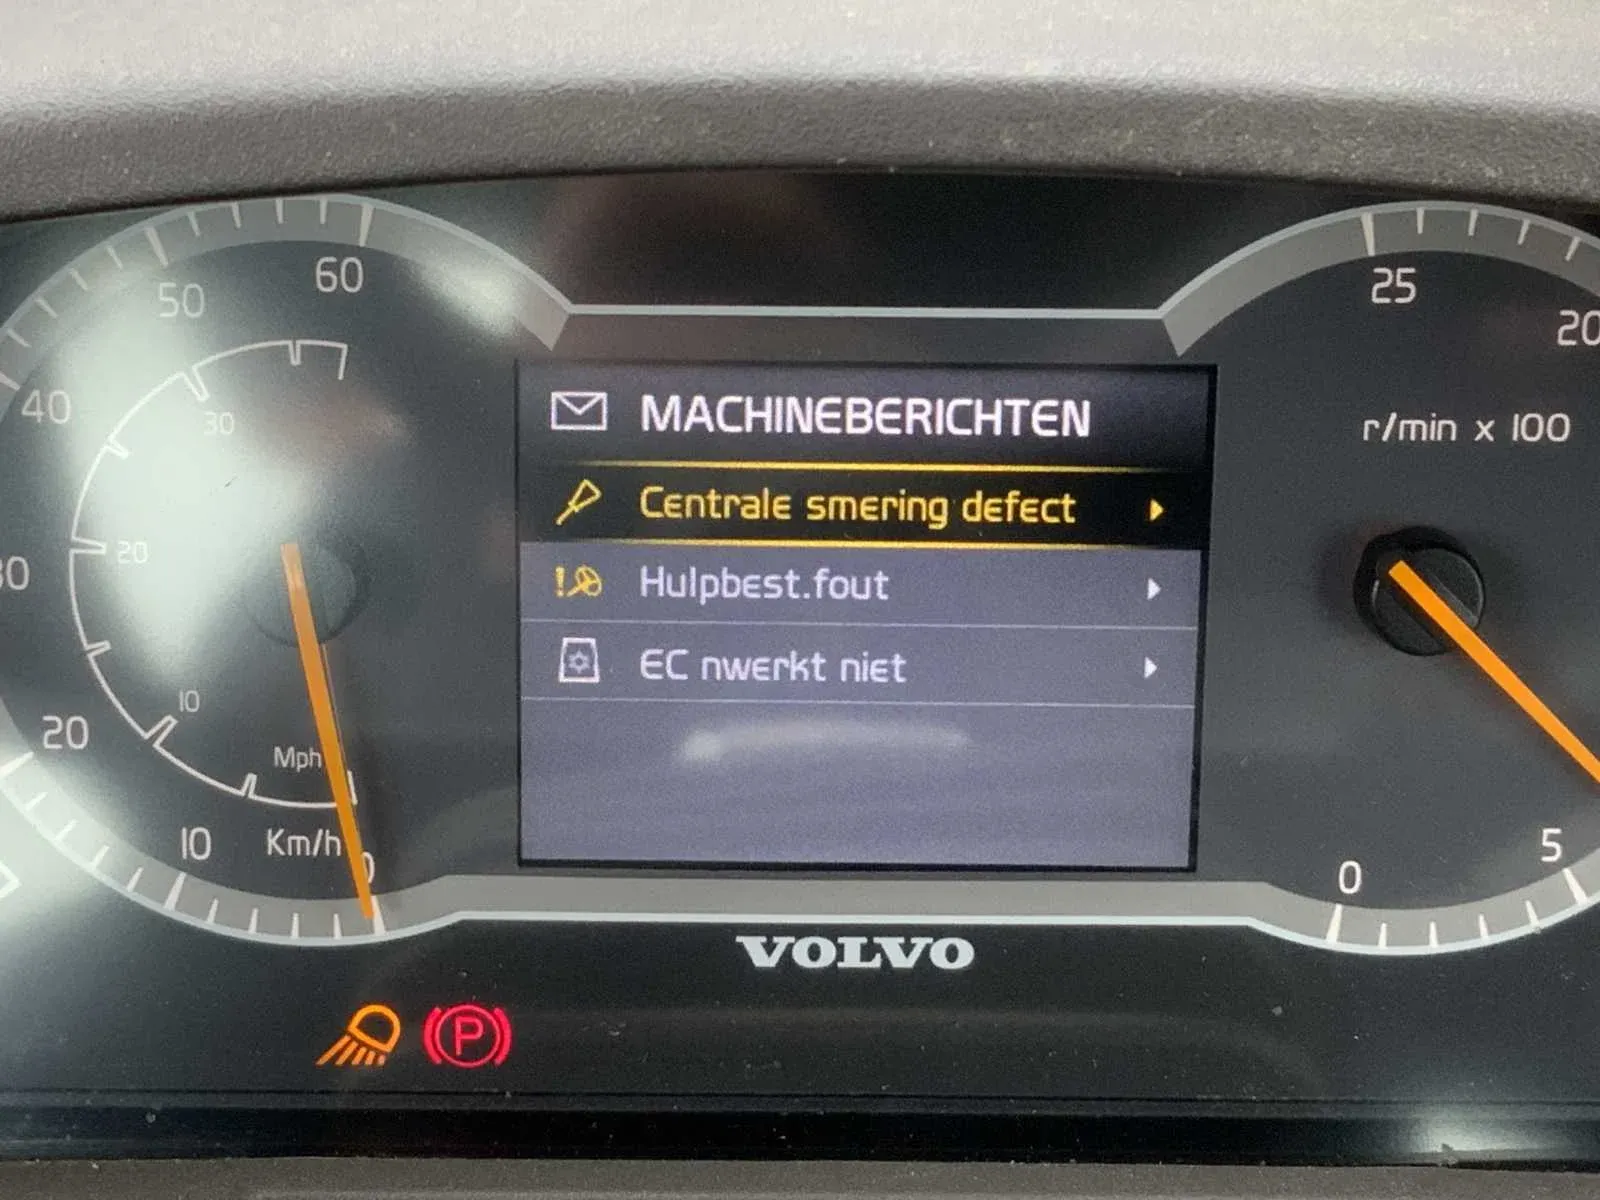 60
50
40
30
20
10
30
20
10
Mph
Km/h
0
MACHINEBERICHTEN
Centrale smering defect
Hulpbest.fout
EC nwerkt niet
25
20
r/min x 100
5
0
VOLVO
P